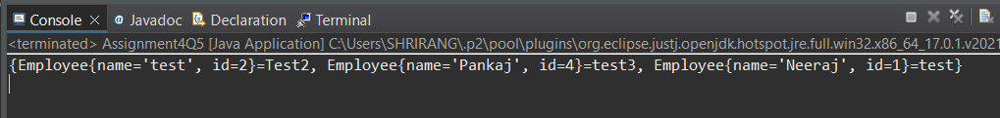 Console @ Javadoc Declaration Terminal
<terminated> Assignment4Q5 [Java Application] C:\Users\SHRIRANG\.p2\pool\plugins\org.eclipse.justj.openjdk.hotspot.jre.full.win32.x86_64_17.0.1.v2021
{Employee{name='test', id=2}=Test2, Employee{name='Pankaj', id=4}=test3, Employee{name='Neeraj', id=1}=test}